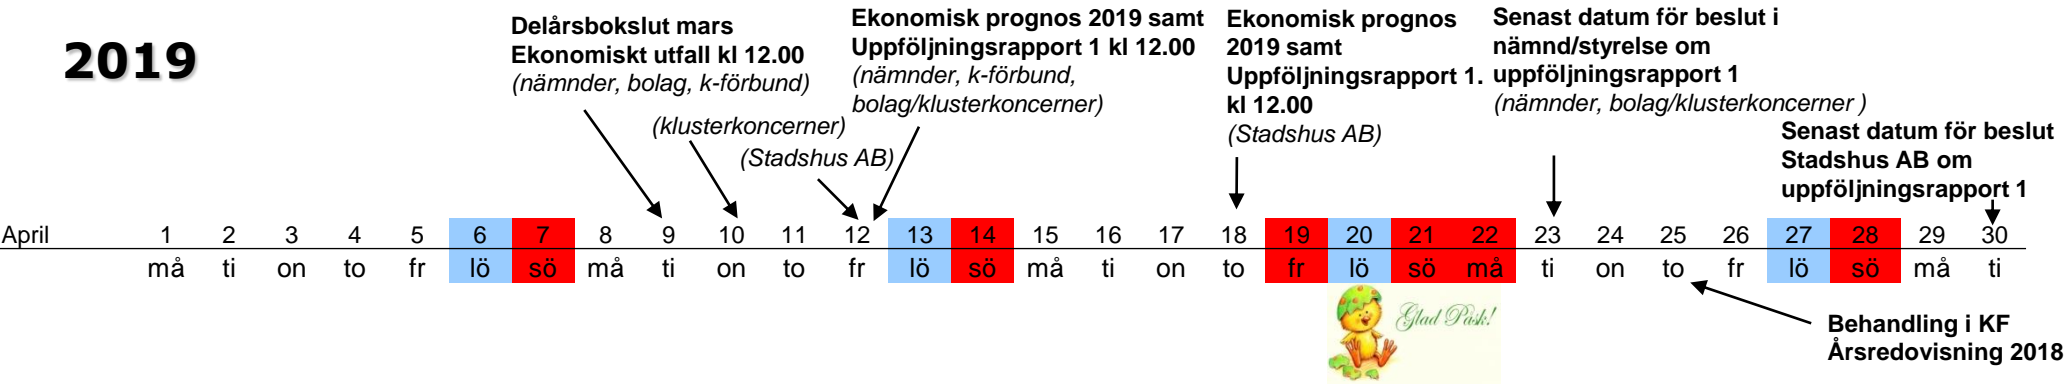 2019
Delårsbokslut mars
Ekonomiskt utfall kl 12.00
(nämnder, bolag, k-förbund)
(klusterkoncerner)
(Stadshus AB)
Ekonomisk prognos 2019 samt
Uppföljningsrapport 1 kl 12.00
(nämnder, k-förbund,
bolag/klusterkoncerner)
Ekonomisk prognos
2019 samt
Uppföljningsrapport 1.
kl 12.00
(Stadshus AB)
Senast datum för beslut i
nämnd/styrelse om
uppföljningsrapport 1
(nämnder, bolag/klusterkoncerner )
Senast datum för beslut
Stadshus AB om
uppföljningsrapport 1
April 1 2 3 4 5 6 7 8 9 10 11 12 13 14 15 16 17 18 19 20 21 22 23 24 25 26 27 28 29 30
må ti on to fr lö sö må ti on to fr lö sö må ti on to fr lö sö må ti on to fr lö sö må ti
Glad Påsk!
Behandling i KF
Årsredovisning 2018